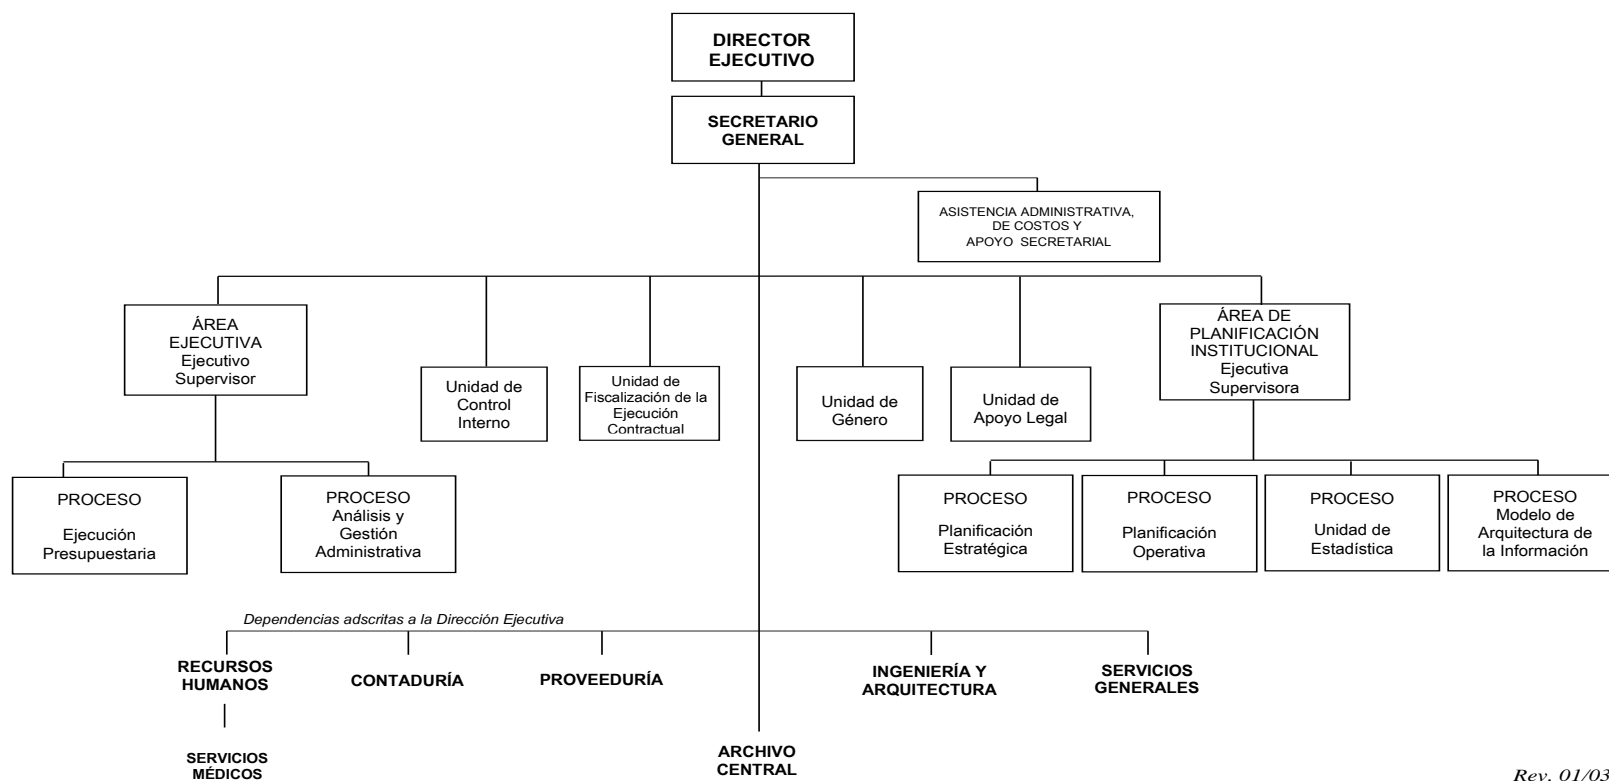 DIRECTOR
EJECUTIVO
SECRETARIO
GENERAL
ASISTENCIA ADMINISTRATIVA,
DE COSTOS Y
APOYO SECRETARIAL
ÁREA
EJECUTIVA
Ejecutivo
Supervisor
Unidad de
Control
Interno
Unidad de
Fiscalización de la
Ejecución
Contractual
Unidad de
Género
Unidad de
Apoyo Legal
ÁREA DE
PLANIFICACIÓN
INSTITUCIONAL
Ejecutiva
Supervisora
PROCESO
Ejecución
Presupuestaria
PROCESO
Análisis y
Gestión
Administrativa
PROCESO
Planificación
Estratégica
PROCESO
Planificación
Operativa
PROCESO
Unidad de
Estadística
PROCESO
Modelo de
Arquitectura de
la Información
Dependencias adscritas a la Dirección Ejecutiva
RECURSOS
HUMANOS
CONTADURÍA
PROVEEDURÍA
INGENIERÍA Y
ARQUITECTURA
SERVICIOS
GENERALES
SERVICIOS
MÉDICOS
ARCHIVO
CENTRAL
Rev. 01/03